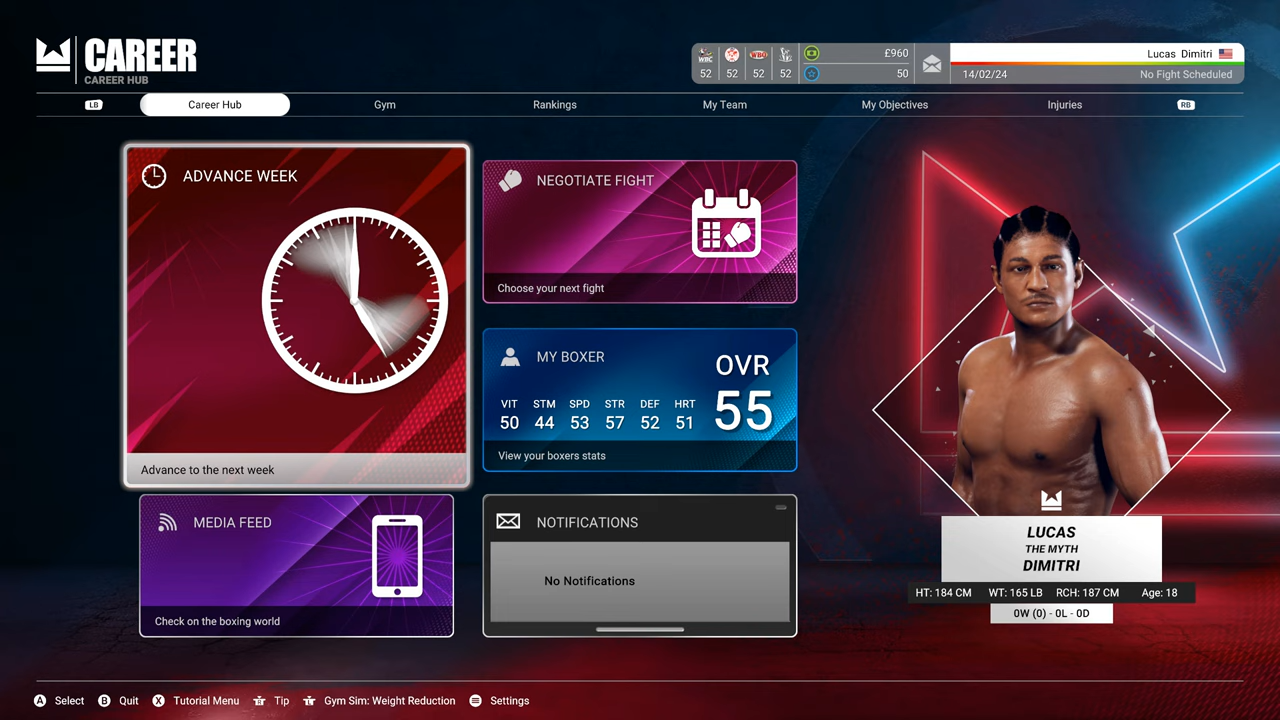 CAREER
CAREER HUB
WBC
WBO
52 52 52 52
£960
50
Lucas Dimitri
14/02/24
No Fight Scheduled
LB
Career Hub
Gym
Rankings
My Team
My Objectives
Injuries
RB
ADVANCE WEEK
Advance to the next week
NEGOTIATE FIGHT
Choose your next fight
MY BOXER
OVR
55
VIT STM SPD STR DEF HRT
50 44 53 57 52 51
View your boxers stats
MEDIA FEED
Check on the boxing world
NOTIFICATIONS
No Notifications
LUCAS
THE MYTH
DIMITRI
HT: 184 CM WT: 165 LB RCH: 187 CM Age: 18
0W (0) - 0L - 0D
A Select B Quit X Tutorial Menu Tip Gym Sim: Weight Reduction Settings